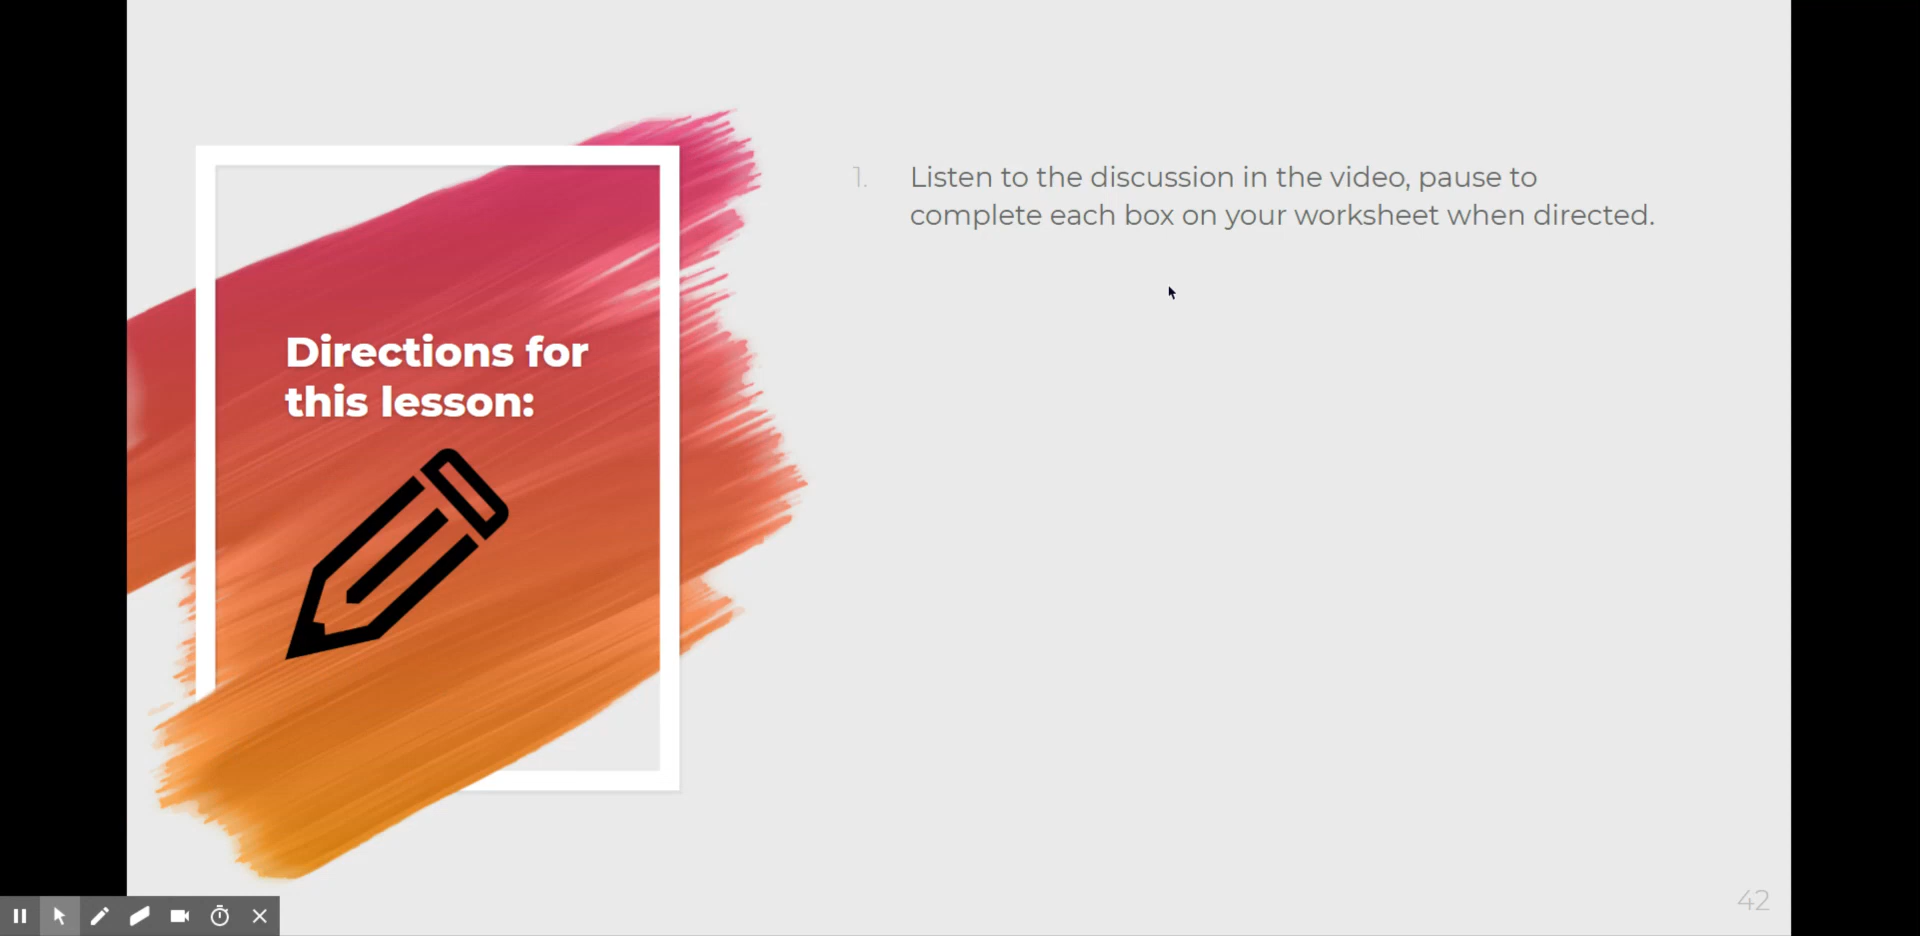 Directions for
this lesson:
1. Listen to the discussion in the video, pause to
complete each box on your worksheet when directed.
42